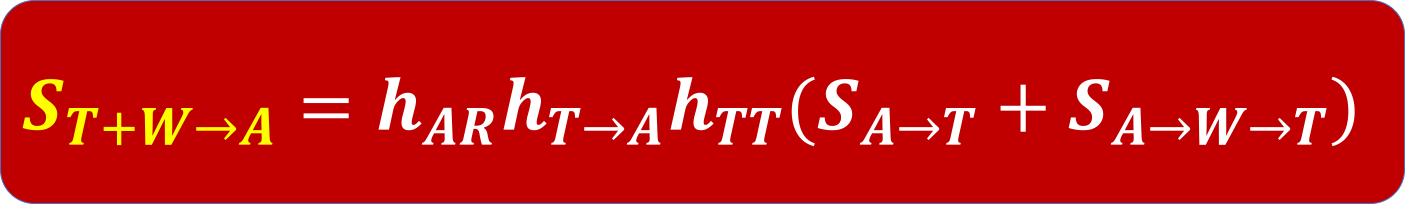 S_{T+W→A} = h_{AR}h_{T→A}h_{TT}(S_{A→T} + S_{A→W→T})